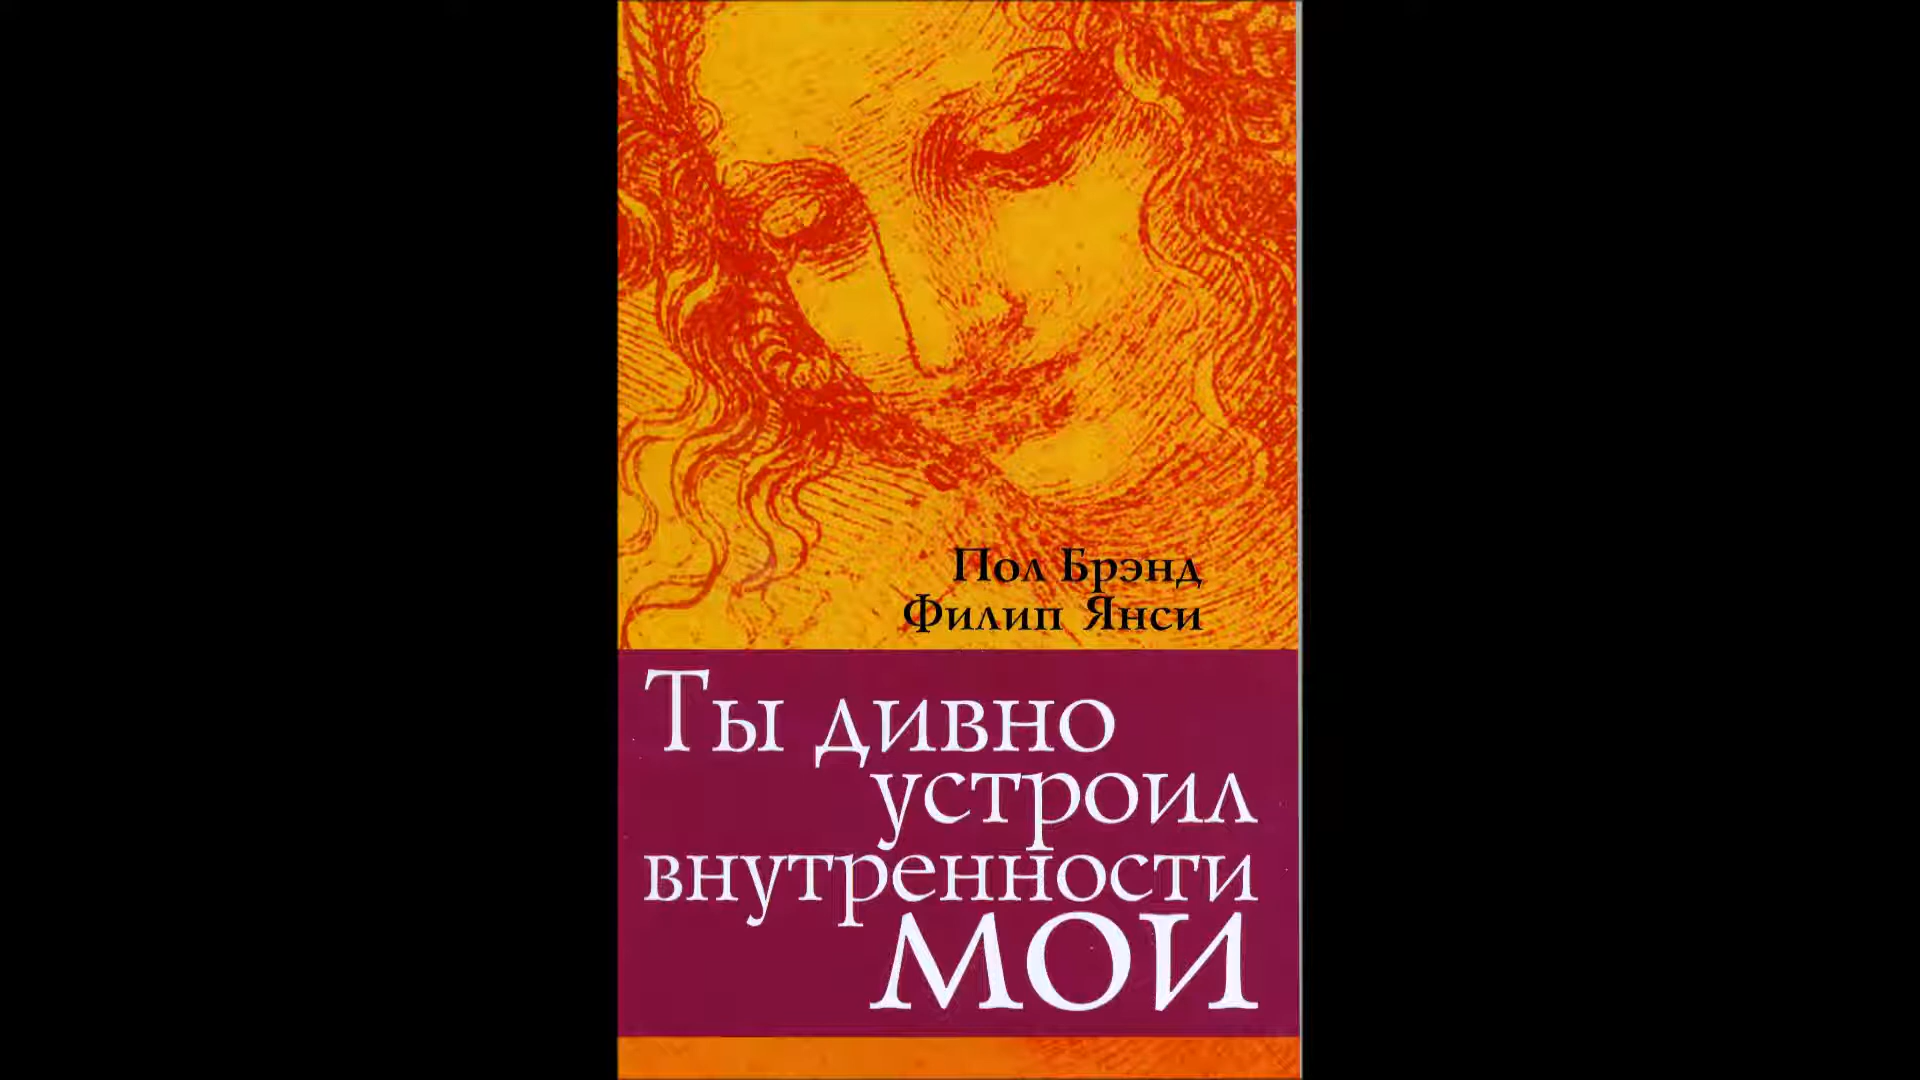 Пол Брэнд
Филип Янси
Ты дивно
устроил
внутренности
мои